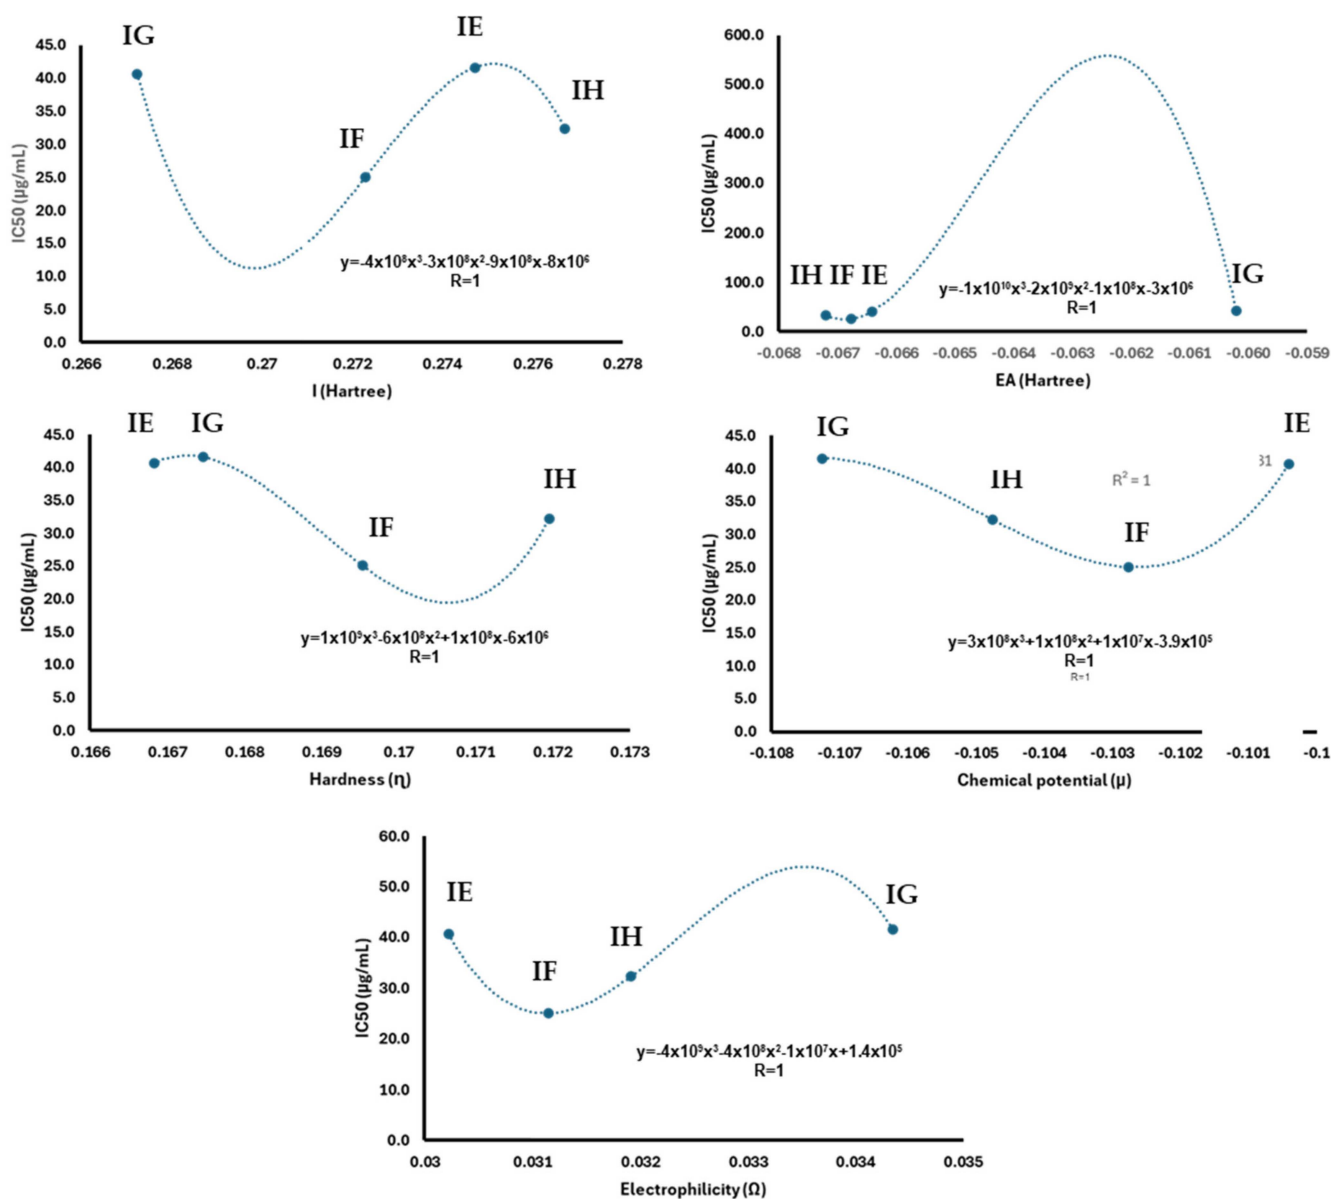 IG
IE
IH
IF
45.0
40.0
35.0
30.0
25.0
20.0
15.0
10.0
5.0
0.0
IC50 (µg/mL)
y=-4x10⁸x³-3x10⁸x²-9x10⁸x-8x10⁶
R=1
0.266 0.268 0.27 0.272 0.274 0.276 0.278
I (Hartree)
600.0
500.0
400.0
300.0
200.0
100.0
0.0
IC50 (µg/mL)
IH IF IE
IG
y=-1x10¹⁰x³-2x10⁹x²-1x10⁸x-3x10⁶
R=1
-0.068 -0.067 -0.066 -0.065 -0.064 -0.063 -0.062 -0.061 -0.060 -0.059
EA (Hartree)
IE IG
IH
IF
45.0
40.0
35.0
30.0
25.0
20.0
15.0
10.0
5.0
0.0
IC50 (µg/mL)
y=1x10⁹x³-6x10⁸x²+1x10⁸x-6x10⁶
R=1
0.166 0.167 0.168 0.169 0.17 0.171 0.172 0.173
Hardness (η)
IG
IE
IH
IF
45.0
40.0
35.0
30.0
25.0
20.0
15.0
10.0
5.0
0.0
IC50 (µg/mL)
R² = 1
y=3x10⁸x³+1x10⁸x²+1x10⁷x-3.9x10⁵
R=1
R=1
-0.108 -0.107 -0.106 -0.105 -0.104 -0.103 -0.102 -0.101 -0.1
Chemical potential (µ)
60.0
50.0
40.0
30.0
20.0
10.0
0.0
IC50 (µg/mL)
IE
IG
IH
IF
y=-4x10⁹x³-4x10⁸x²-1x10⁷x+1.4x10⁵
R=1
0.03 0.031 0.032 0.033 0.034 0.035
Electrophilicity (Ω)